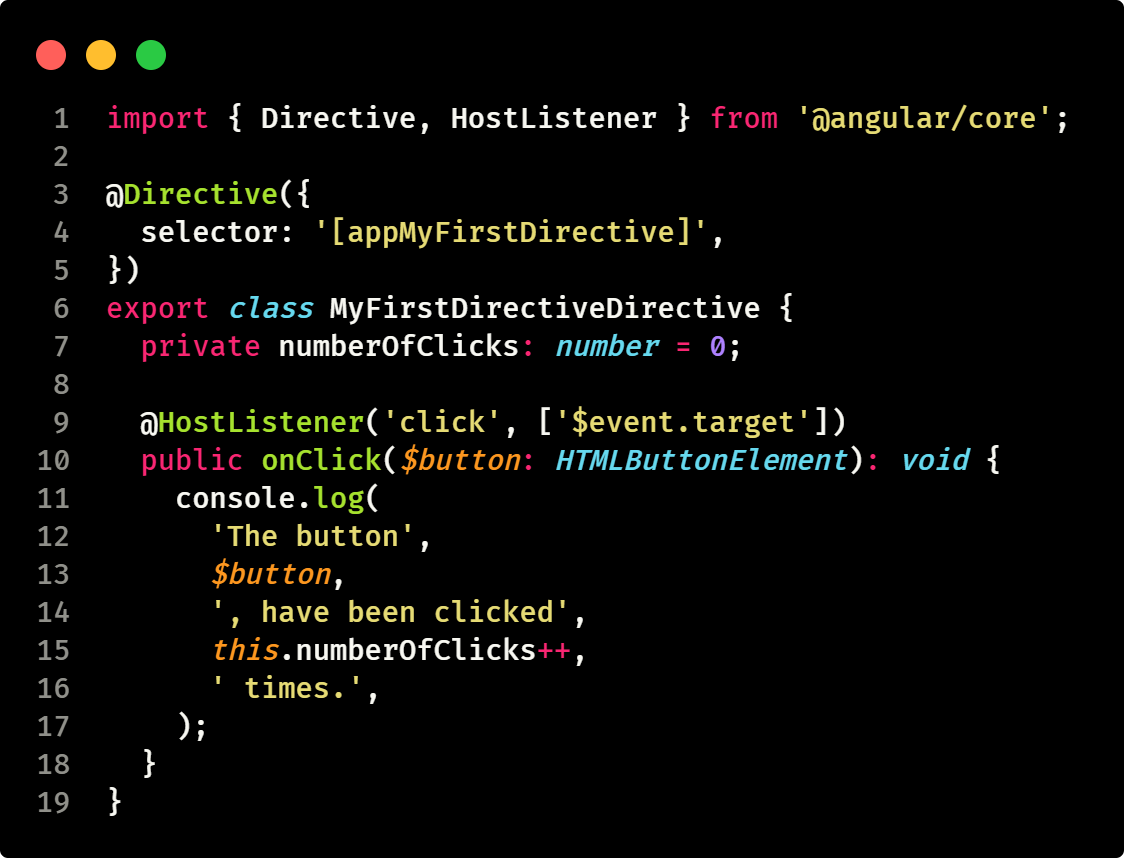 1 import { Directive, HostListener } from '@angular/core';
2
3 @Directive({
4   selector: '[appMyFirstDirective]',
5 })
6 export class MyFirstDirectiveDirective {
7   private numberOfClicks: number = 0;
8
9   @HostListener('click', ['$event.target'])
10   public onClick($button: HTMLButtonElement): void {
11     console.log(
12       'The button',
13       $button,
14       ', have been clicked',
15       this.numberOfClicks++,
16       ' times.',
17     );
18   }
19 }